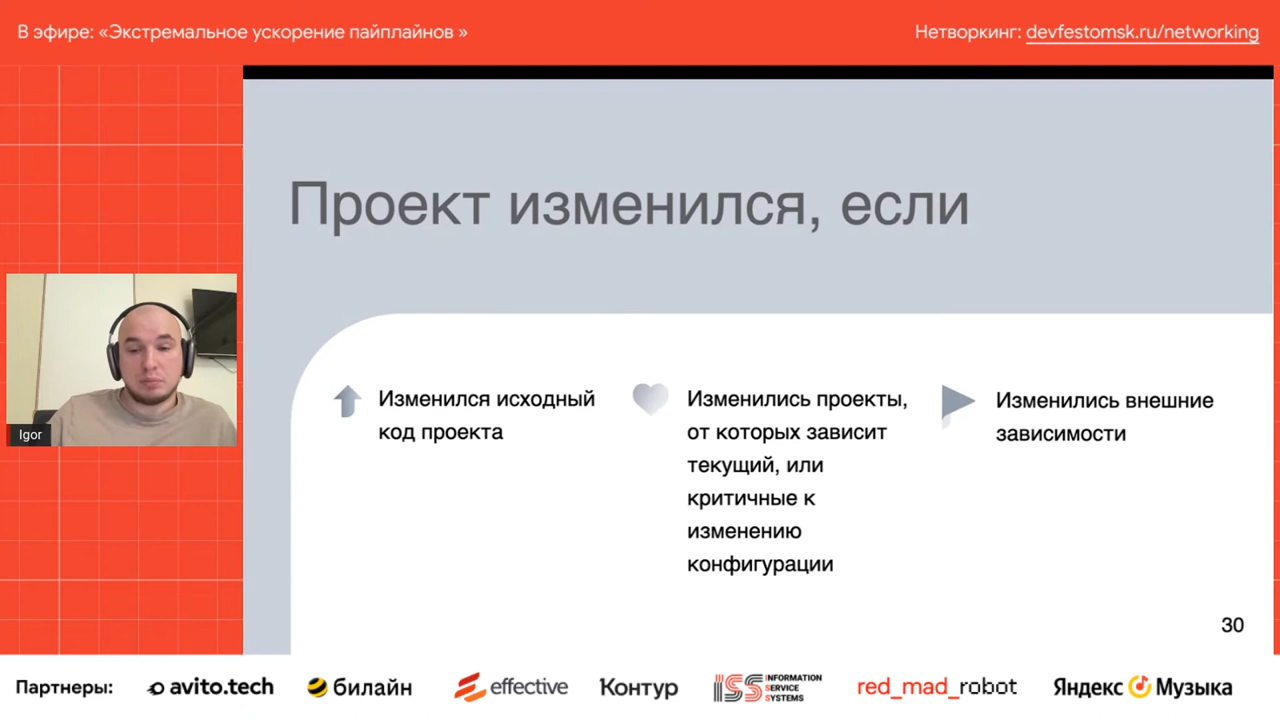 В эфире: «Экстремальное ускорение пайплайнов »
Нетворкинг: devfestomsk.ru/networking
Проект изменился, если
Изменился исходный
код проекта
Изменились проекты,
от которых зависит
текущий, или
критичные к
изменению
конфигурации
Изменились внешние
зависимости
Igor
30
Партнеры:
avito.tech
билайн
effective
Контур
ISS INFORMATION
SERVICE
SYSTEMS
red_mad_robot
Яндекс Музыка